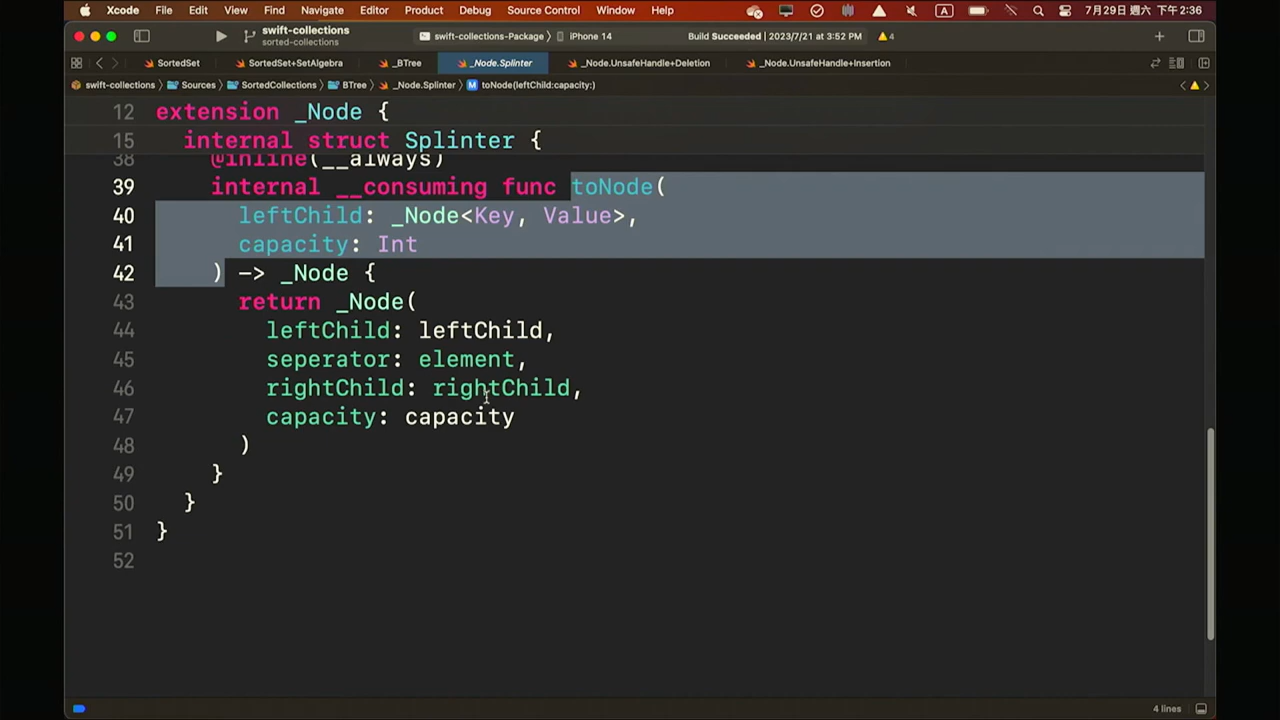 Xcode File Edit View Find Navigate Editor Product Debug Source Control Window Help A 7月29日 週六 下午 2:36
swift-collections
sorted-collections
swift-collections-Package 〉 iPhone 14
Build Succeeded | 2023/7/21 at 3:52 PM 4
SortedSet SortedSet+SetAlgebra _BTree _Node.Splinter _Node.UnsafeHandle+Deletion _Node.UnsafeHandle+Insertion
swift-collections 〉 Sources 〉 SortedCollections 〉 BTree 〉 _Node.Splinter 〉 M toNode(leftChild:capacity:)
12 extension _Node {
15 internal struct Splinter {
38 @inline(__always)
39 internal __consuming func toNode(
40 leftChild: _Node<Key, Value>,
41 capacity: Int
42 ) -> _Node {
43 return _Node(
44 leftChild: leftChild,
45 seperator: element,
46 rightChild: rightChild,
47 capacity: capacity
48 )
49 }
50 }
51 }
52
4 lines